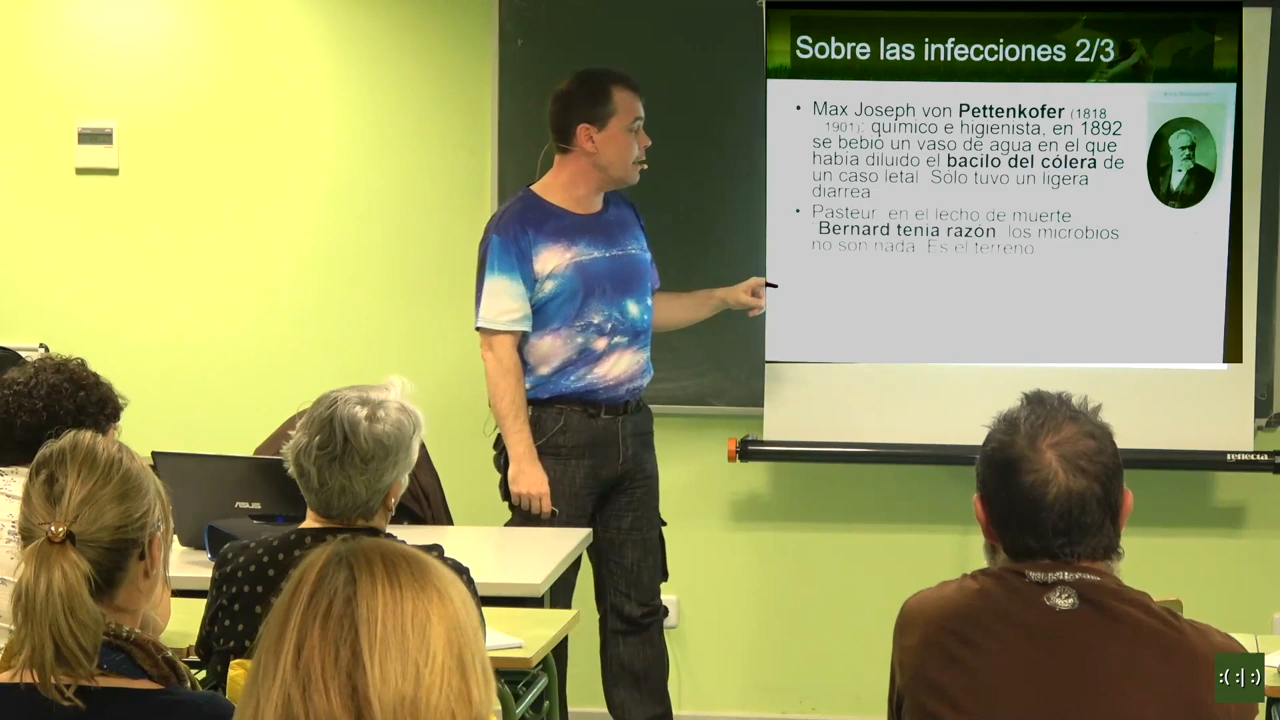 Sobre las infecciones 2/3
• Max Joseph von Pettenkofer (1818
1901): químico e higienista, en 1892
se bebió un vaso de agua en el que
había diluido el bacilo del cólera de
un caso letal Sólo tuvo un ligera
diarrea
• Pasteur en el lecho de muerte
Bernard tenía razón los microbios
no son nada Es el terreno
ASUS
reflecta
:( :| :)